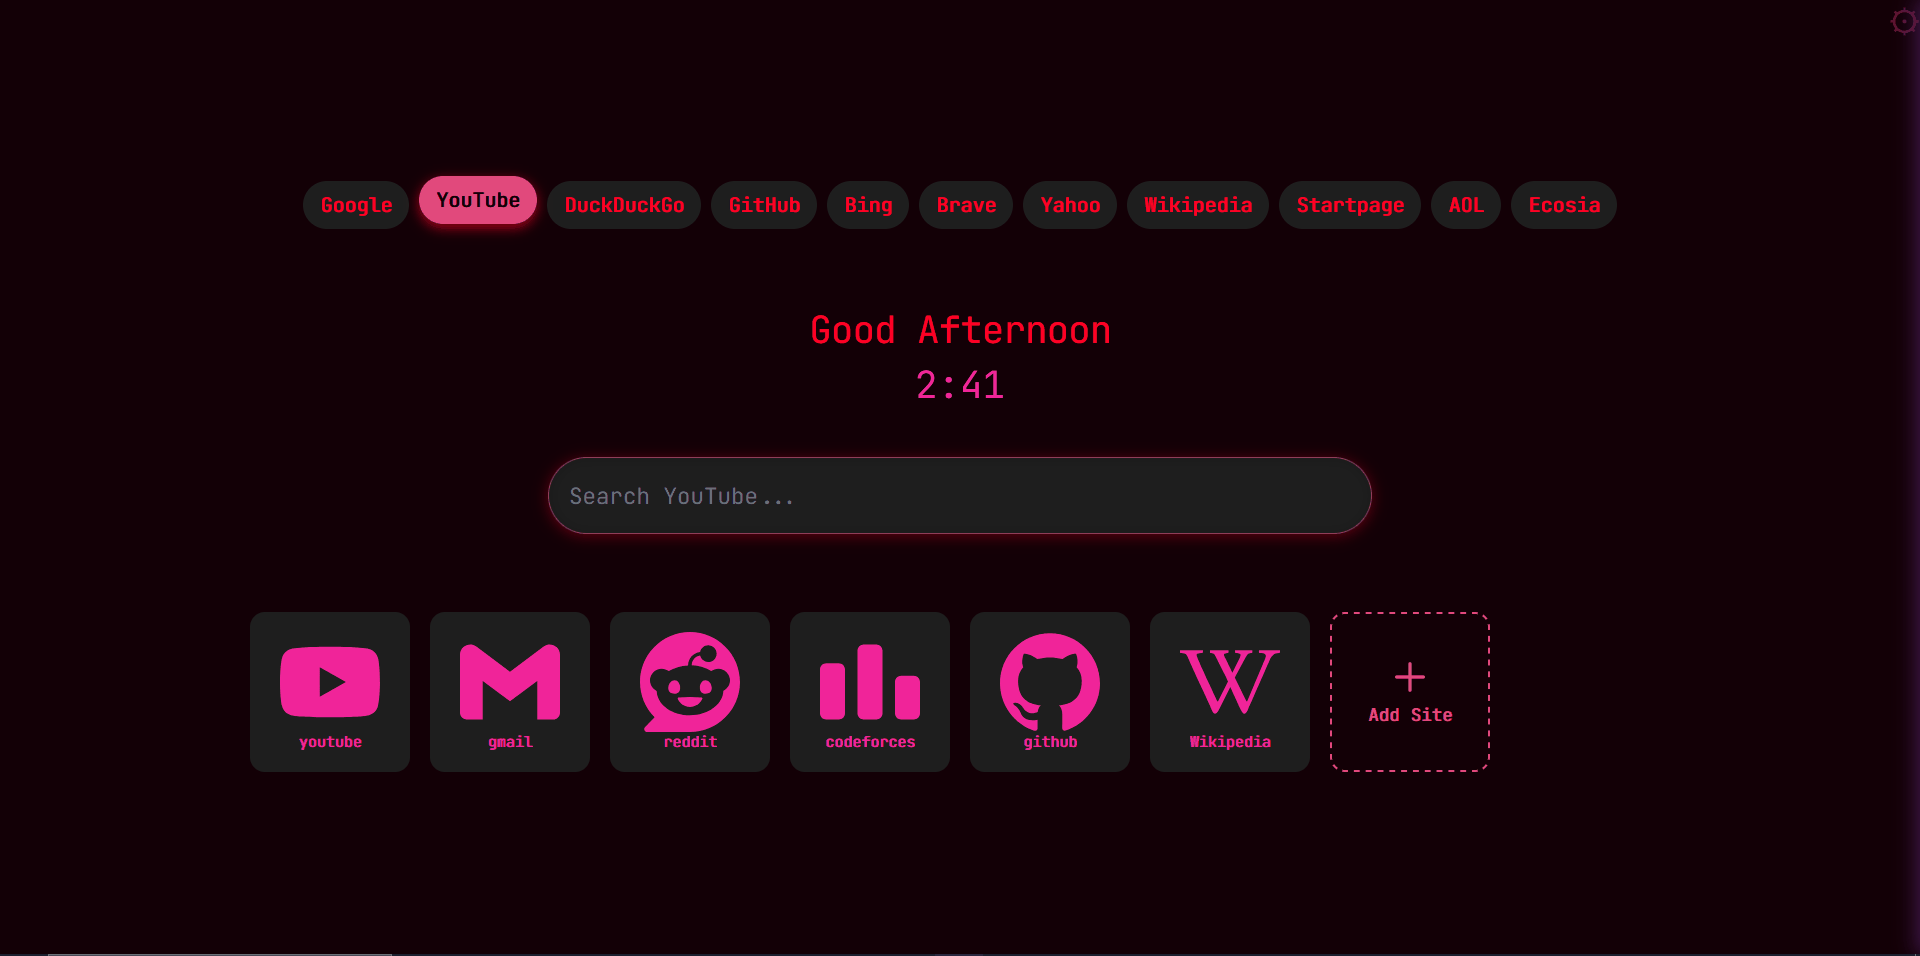 Google YouTube DuckDuckGo GitHub Bing Brave Yahoo Wikipedia Startpage AOL Ecosia
Good Afternoon
2:41
Search YouTube...
youtube gmail reddit codeforces github Wikipedia Add Site